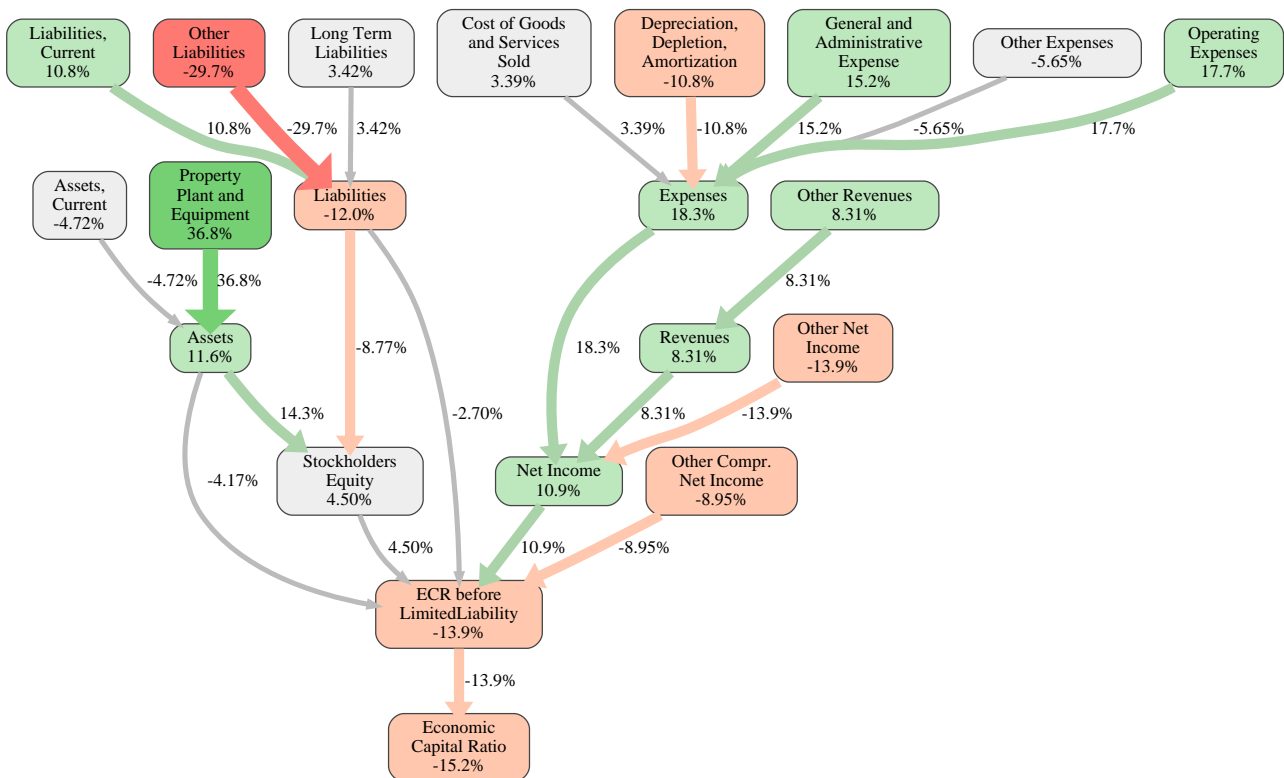 Liabilities,
Current
10.8%
Other
Liabilities
-29.7%
Long Term
Liabilities
3.42%
Cost of Goods
and Services
Sold
3.39%
Depreciation,
Depletion,
Amortization
-10.8%
General and
Administrative
Expense
15.2%
Other Expenses
-5.65%
Operating
Expenses
17.7%
10.8%
-29.7%
3.42%
3.39%
-10.8%
15.2%
-5.65%
17.7%
Assets,
Current
-4.72%
Property
Plant and
Equipment
36.8%
Liabilities
-12.0%
Expenses
18.3%
Other Revenues
8.31%
-4.72%
36.8%
8.31%
Assets
11.6%
-8.77%
18.3%
Revenues
8.31%
Other Net
Income
-13.9%
14.3%
-2.70%
8.31%
-13.9%
-4.17%
Stockholders
Equity
4.50%
Net Income
10.9%
Other Compr.
Net Income
-8.95%
4.50%
10.9%
-8.95%
ECR before
LimitedLiability
-13.9%
-13.9%
Economic
Capital Ratio
-15.2%